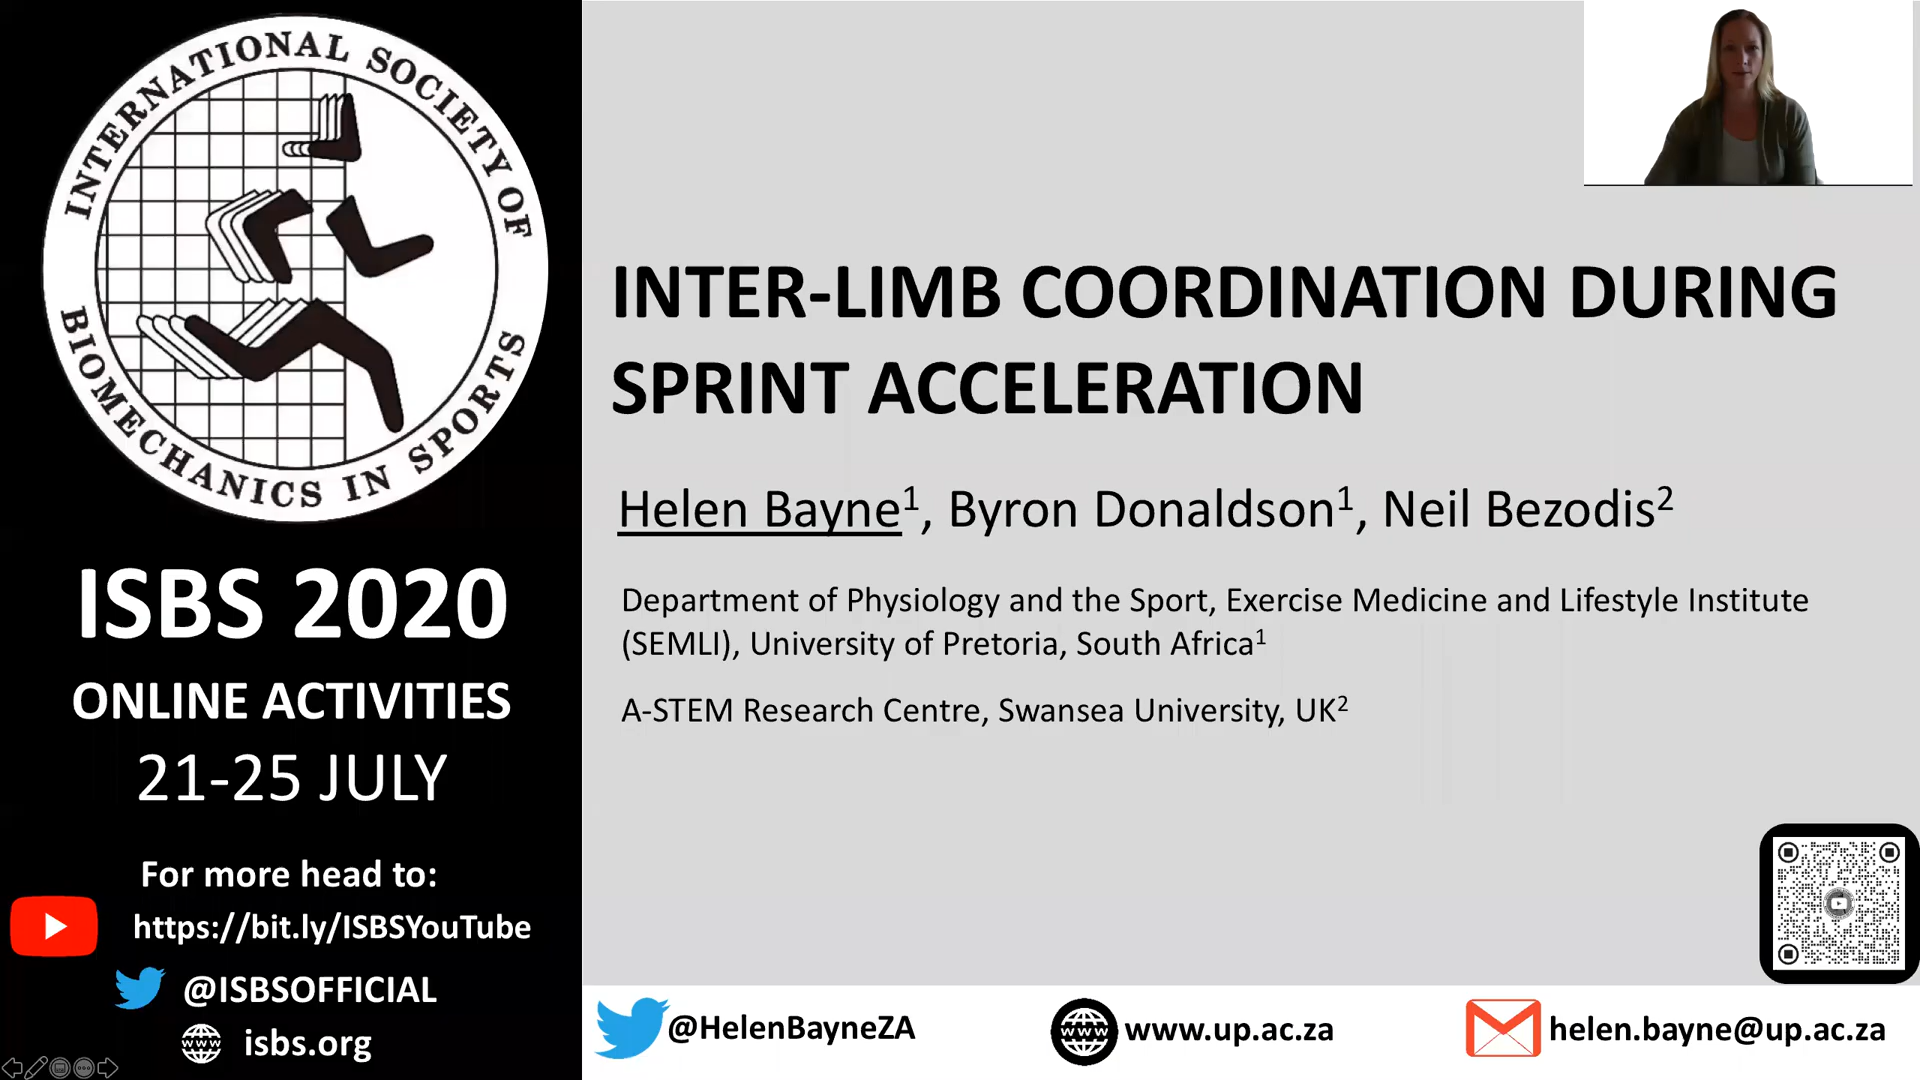 INTERNATIONAL SOCIETY OF
BIOMECHANICS IN SPORTS
ISBS 2020
ONLINE ACTIVITIES
21-25 JULY
For more head to:
https://bit.ly/ISBSYouTube
@ISBSOFFICIAL
www
isbs.org
INTER-LIMB COORDINATION DURING
SPRINT ACCELERATION
Helen Bayne¹, Byron Donaldson¹, Neil Bezodis²
Department of Physiology and the Sport, Exercise Medicine and Lifestyle Institute
(SEMLI), University of Pretoria, South Africa¹
A-STEM Research Centre, Swansea University, UK²
@HelenBayneZA
www
www.up.ac.za
helen.bayne@up.ac.za